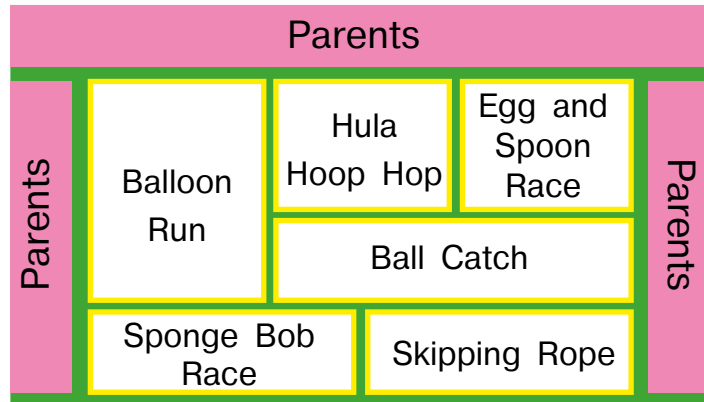 Parents
Parents
Balloon
Run
Hula
Hoop Hop
Egg and
Spoon
Race
Parents
Ball Catch
Sponge Bob
Race
Skipping Rope